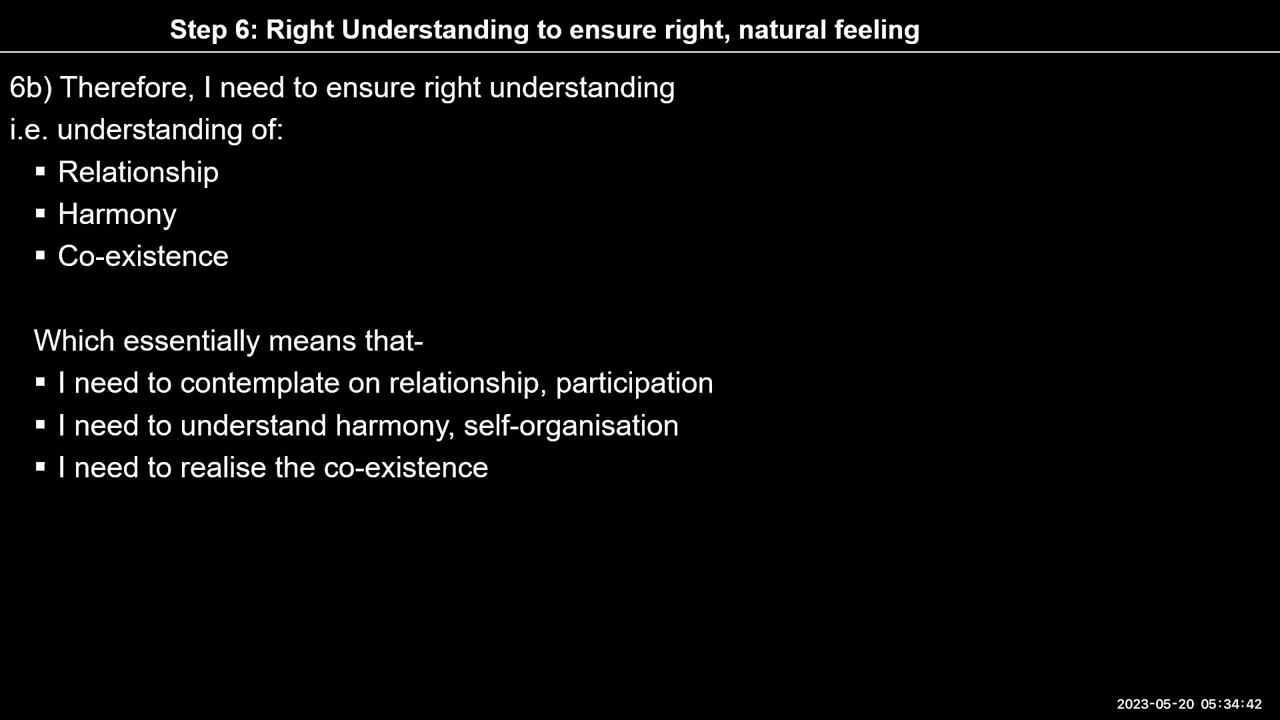 Step 6: Right Understanding to ensure right, natural feeling
6b) Therefore, I need to ensure right understanding
i.e. understanding of:
▪ Relationship
▪ Harmony
▪ Co-existence
Which essentially means that-
▪ I need to contemplate on relationship, participation
▪ I need to understand harmony, self-organisation
▪ I need to realise the co-existence
2023-05-20 05:34:42